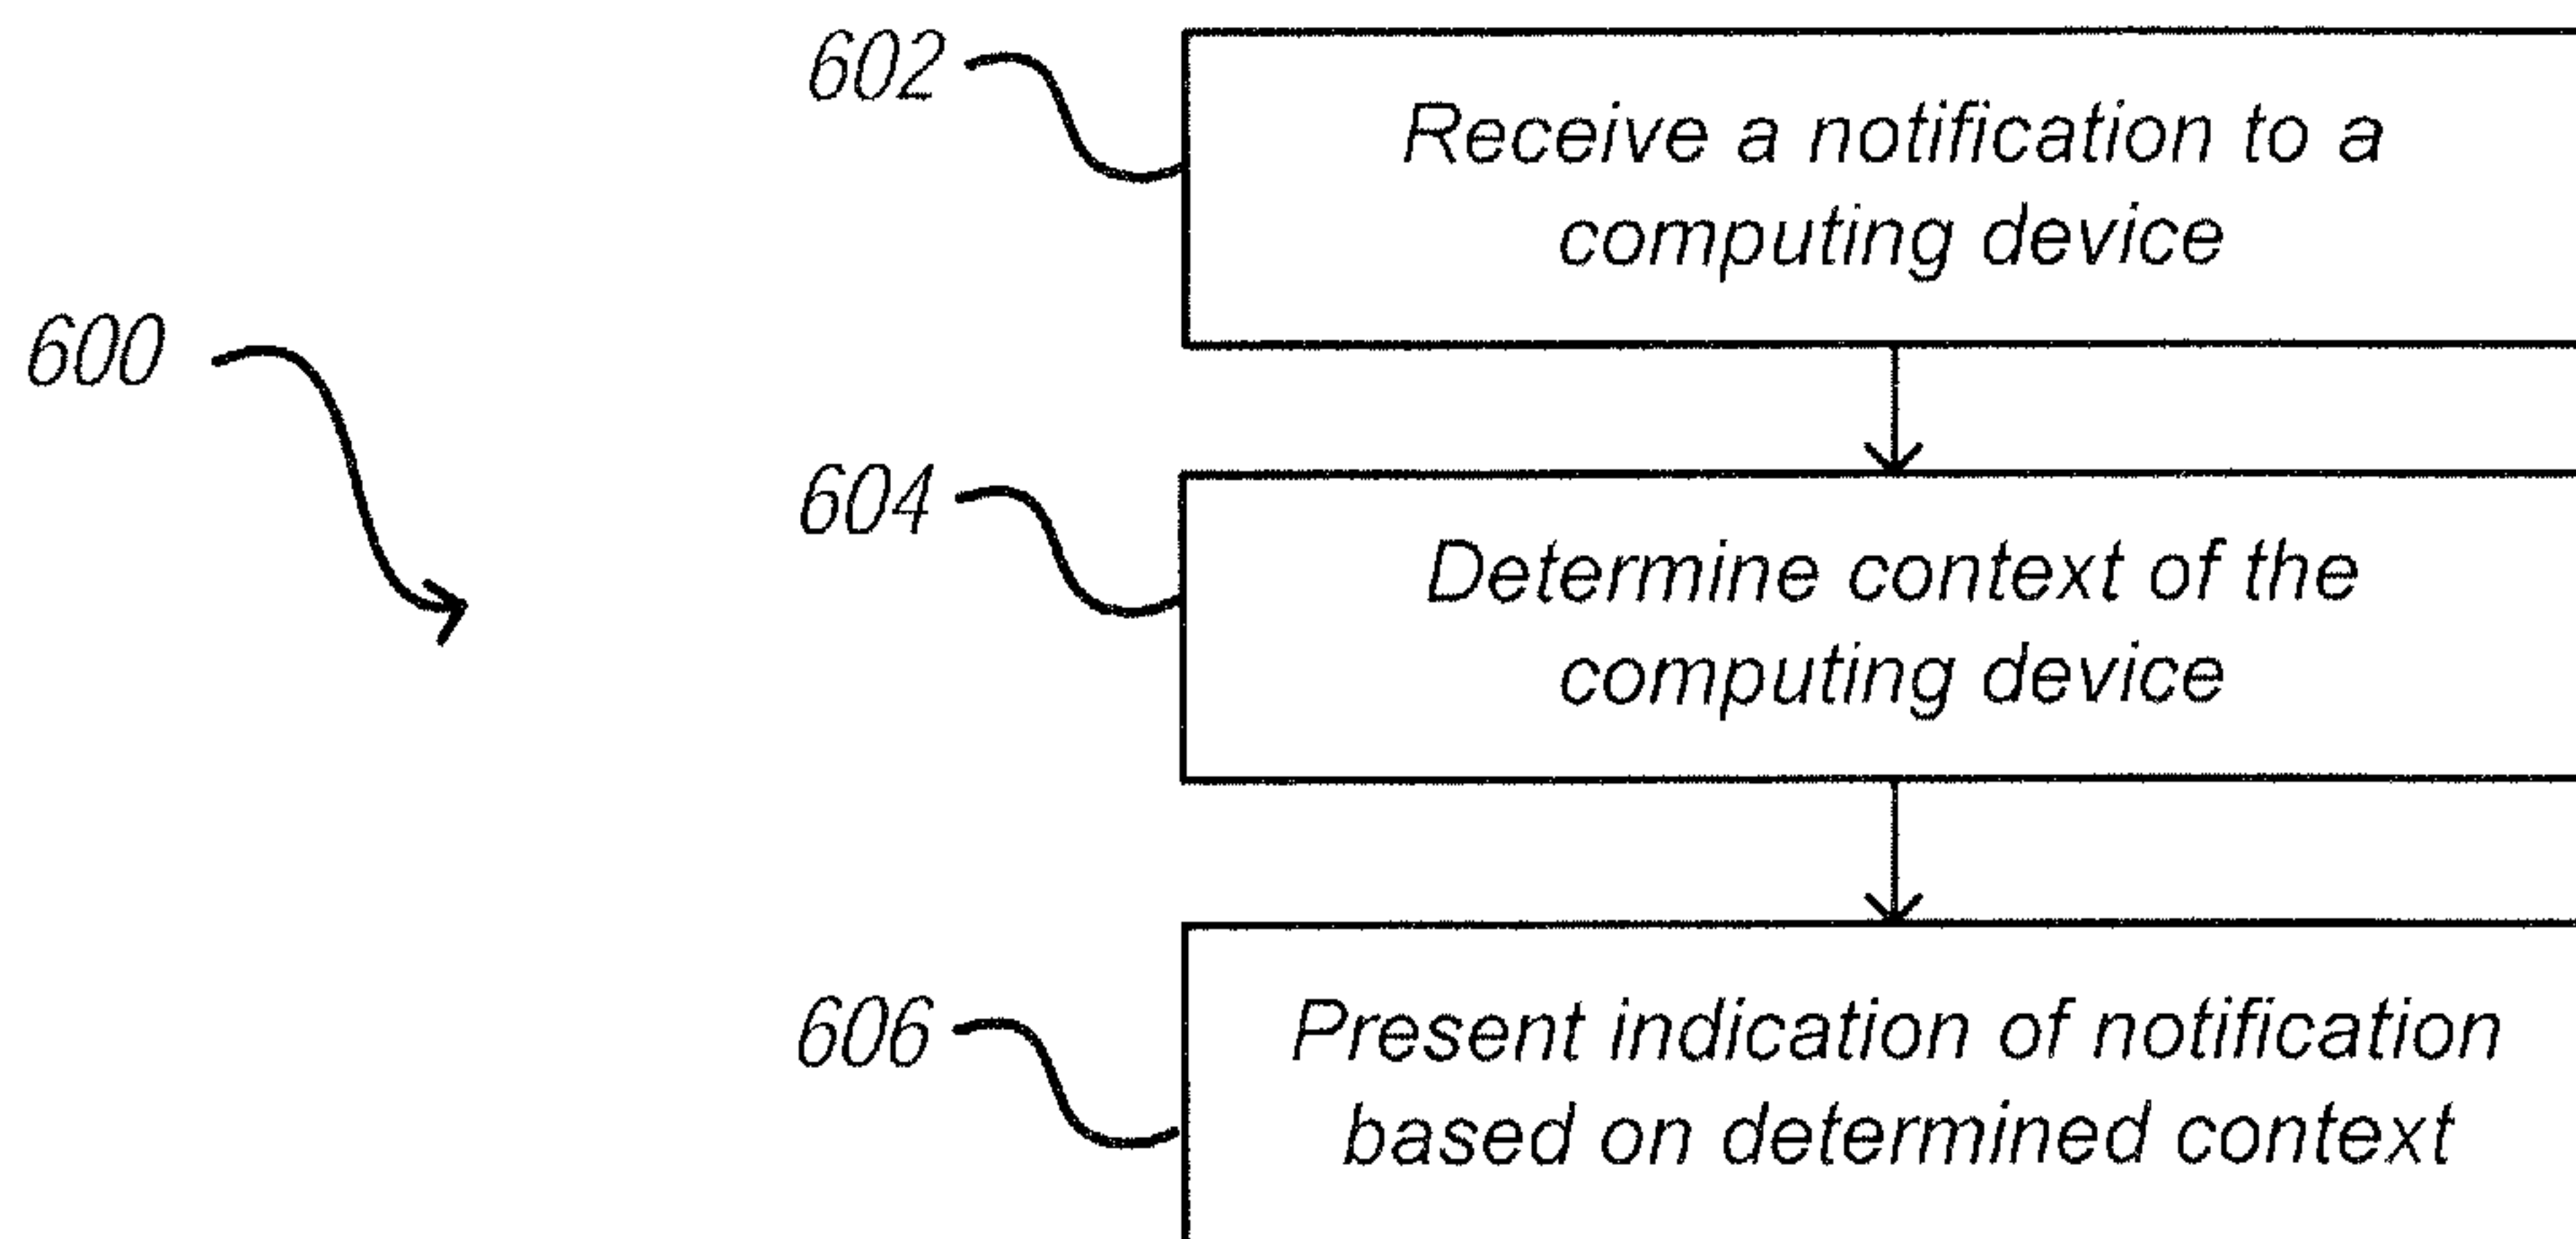 602
Receive a notification to a
computing device
600
604
Determine context of the
computing device
606
Present indication of notification
based on determined context